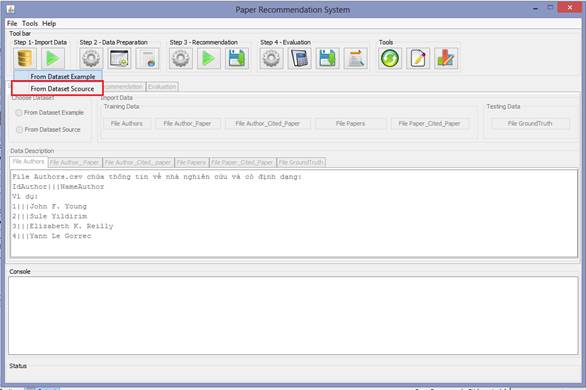 Paper Recommendation System
File Tools Help
Tool bar
Step 1-Import Data Step 2 - Data Preparation Step 3 - Recommendation Step 4 - Evaluation Tools
From Dataset Example
From Dataset Scource
Evaluation
Choose Dataset Import Data
Training Data Testing Data
From Dataset Example
File Authors File Author_Paper File Author_Cited_Paper File Papers File Paper_Cited_Paper File GroundTruth
From Dataset Source
Data Description
File Authors File Author_ Paper File Author_Cited_ paper File Papers File Paper_Cited_Paper File GroundTruth
File Authors.csv chứa thông tin về nhà nghiên cứu và có định dạng:
IdAuthor|||NameAuthor
Ví dụ:
1|||John F. Young
2|||Sule Yildirim
3|||Elizabeth K. Reilly
4|||Yann Le Gorrec
Console
Status